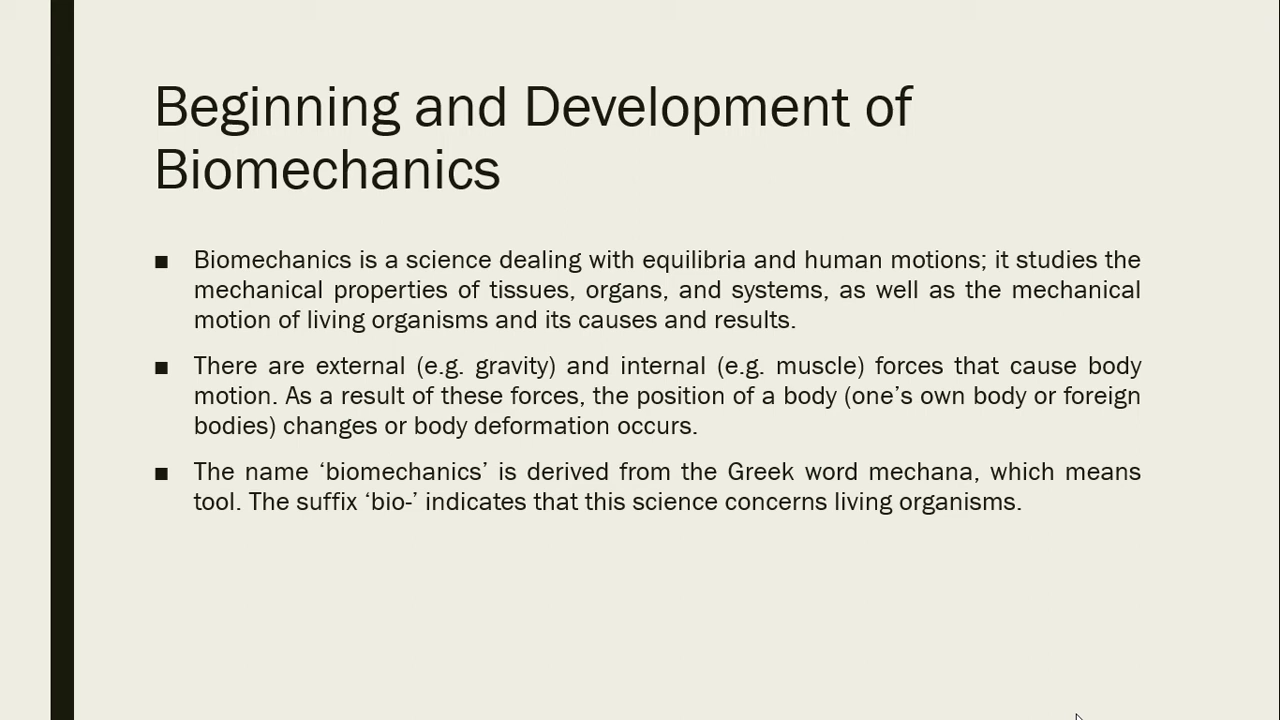 Beginning and Development of
Biomechanics
■ Biomechanics is a science dealing with equilibria and human motions; it studies the
mechanical properties of tissues, organs, and systems, as well as the mechanical
motion of living organisms and its causes and results.
■ There are external (e.g. gravity) and internal (e.g. muscle) forces that cause body
motion. As a result of these forces, the position of a body (one’s own body or foreign
bodies) changes or body deformation occurs.
■ The name ‘biomechanics’ is derived from the Greek word mechana, which means
tool. The suffix ‘bio-’ indicates that this science concerns living organisms.